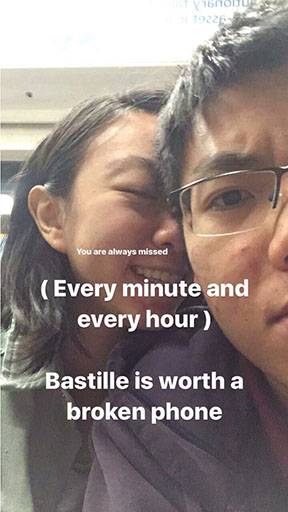 You are always missed
( Every minute and
every hour )
Bastille is worth a
broken phone